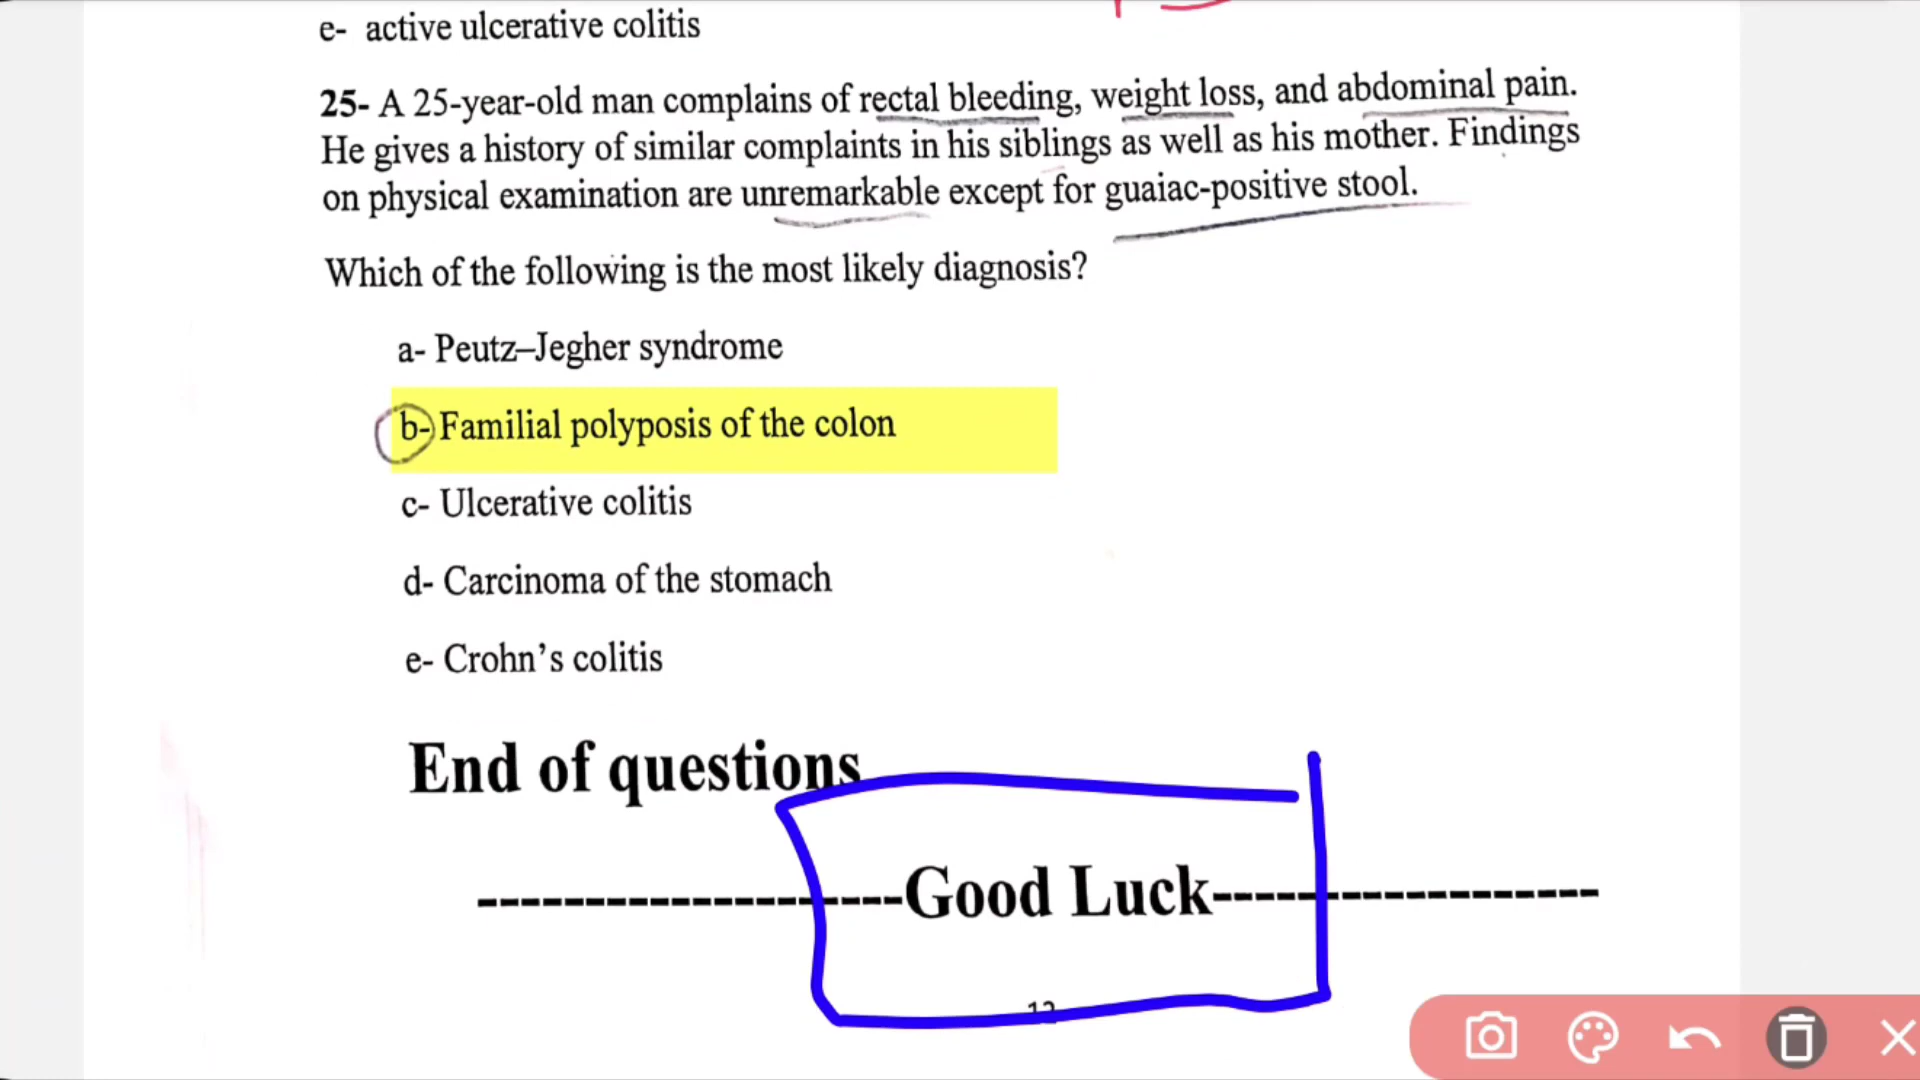 e- active ulcerative colitis
25- A 25-year-old man complains of rectal bleeding, weight loss, and abdominal pain.
He gives a history of similar complaints in his siblings as well as his mother. Findings
on physical examination are unremarkable except for guaiac-positive stool.
Which of the following is the most likely diagnosis?
a- Peutz–Jegher syndrome
b- Familial polyposis of the colon
c- Ulcerative colitis
d- Carcinoma of the stomach
e- Crohn’s colitis
End of questions
--------------------Good Luck------------------